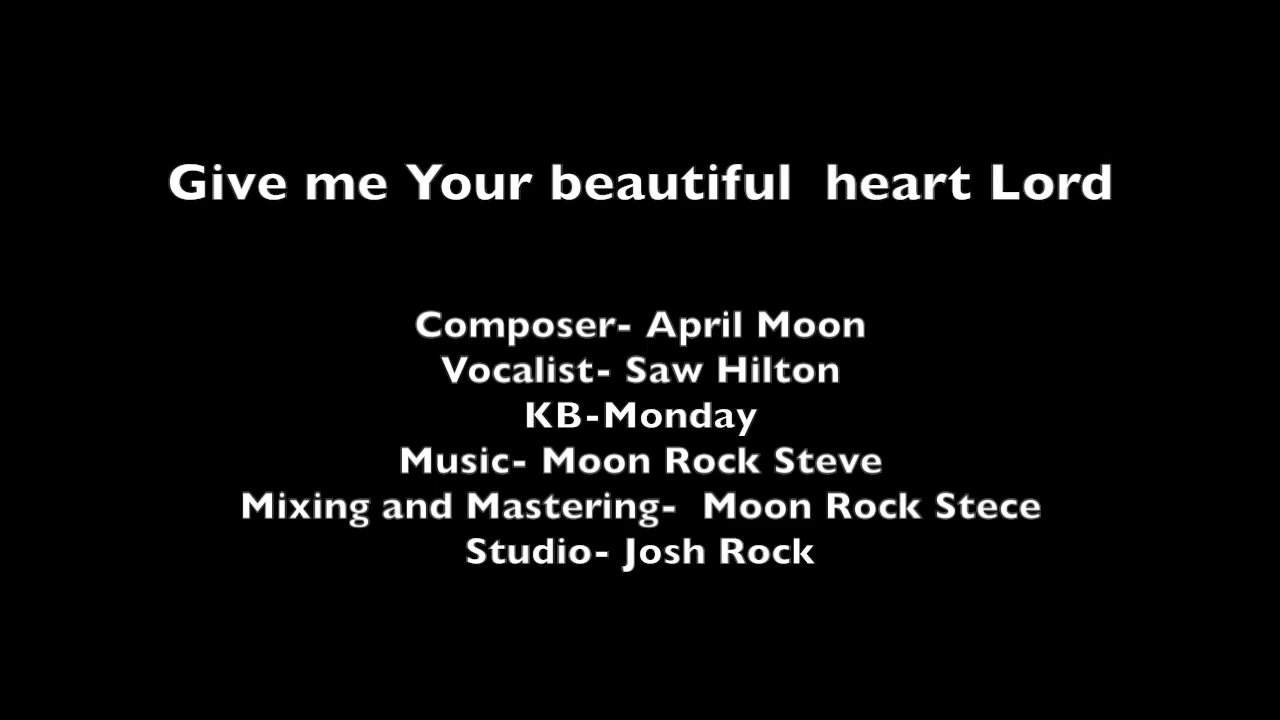 Give me Your beautiful  heart Lord
Composer- April Moon
Vocalist- Saw Hilton
KB-Monday
Music- Moon Rock Steve
Mixing and Mastering-  Moon Rock Stece
Studio- Josh Rock